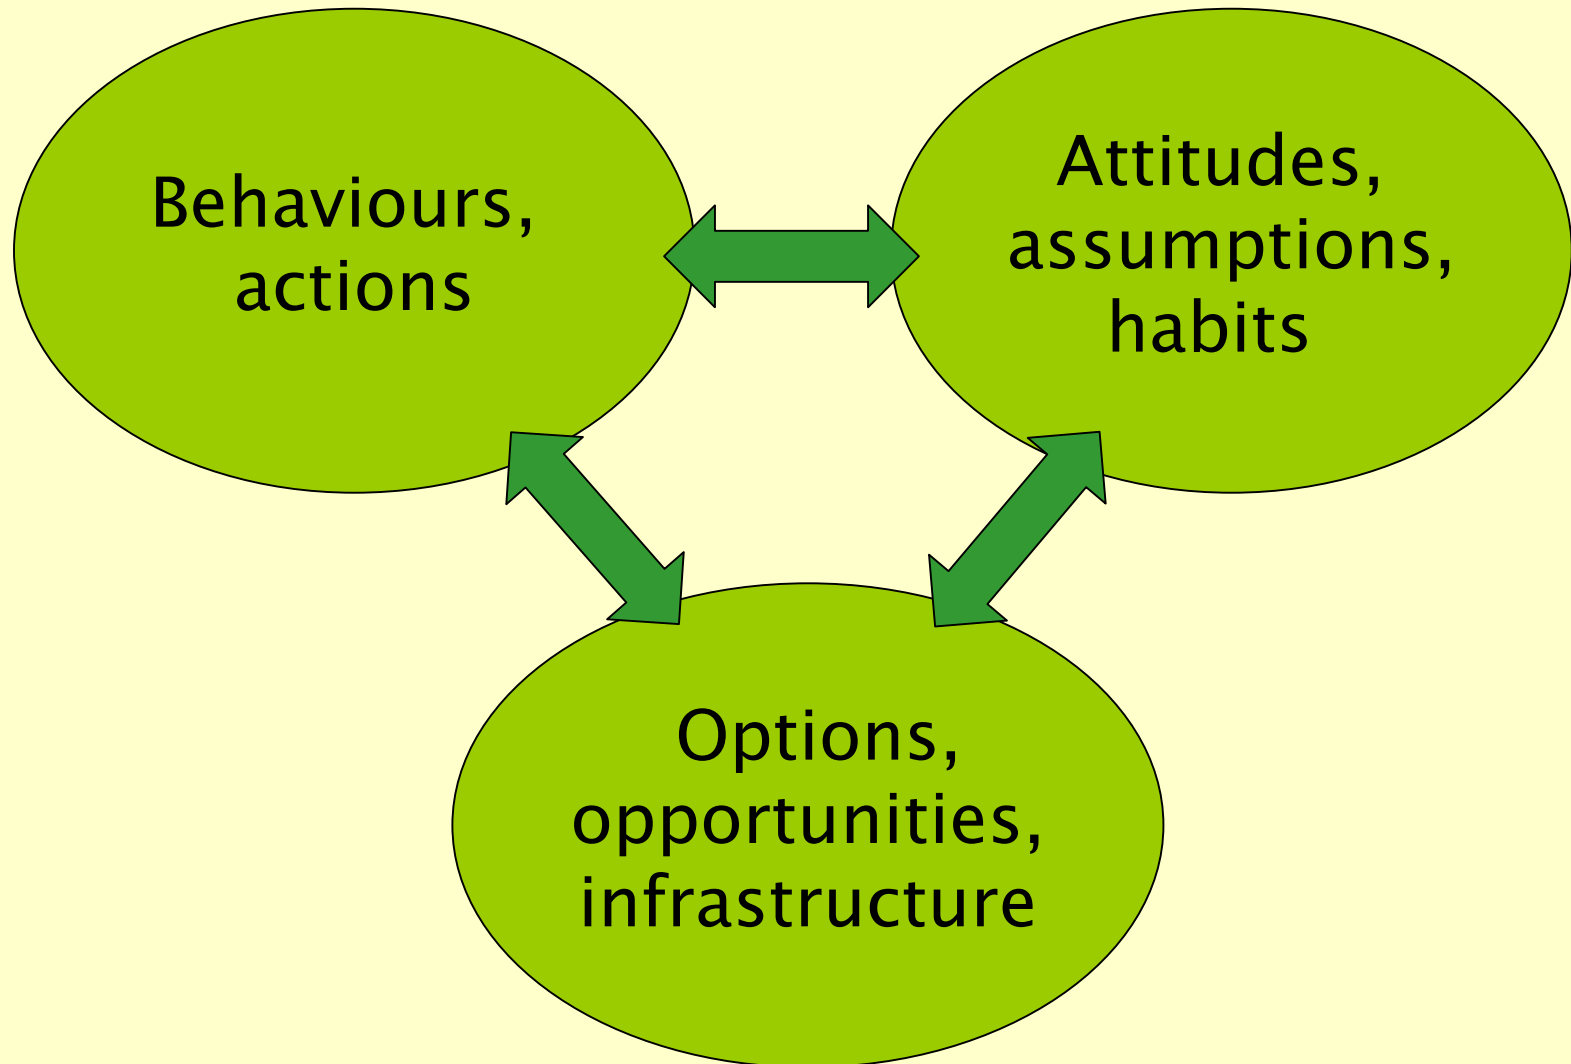 Behaviours,
actions
Attitudes,
assumptions,
habits
Options,
opportunities,
infrastructure